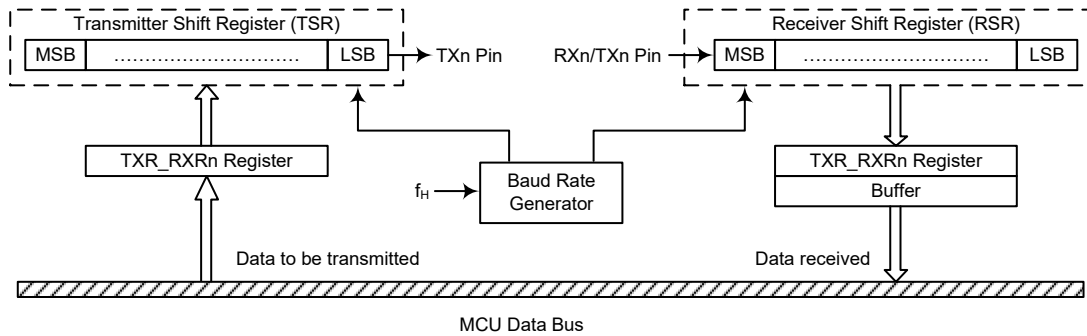 Transmitter Shift Register (TSR)
MSB ................................ LSB
TXn Pin
RXn/TXn Pin
Receiver Shift Register (RSR)
MSB ................................ LSB
TXR_RXRn Register
fH
Baud Rate
Generator
TXR_RXRn Register
Buffer
Data to be transmitted
Data received
MCU Data Bus